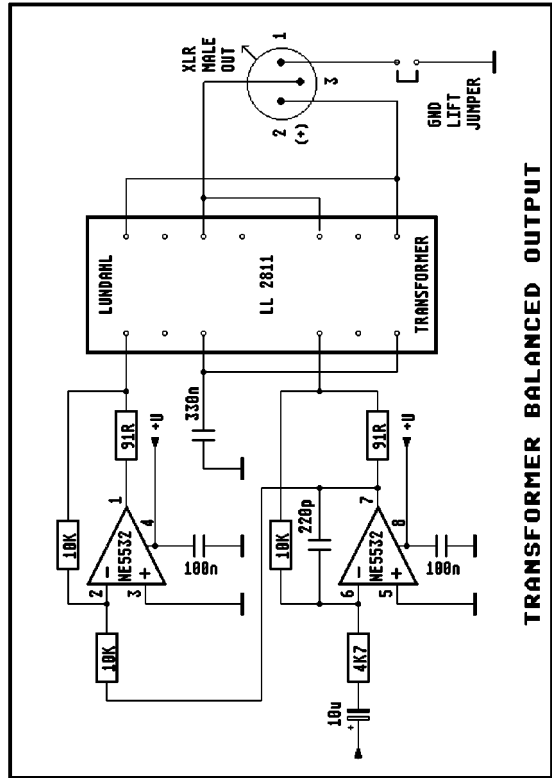 10K
10K
2
3
NE5532
1
4
+U
100n
91R
330n
LUNDAHL
LL 2811
TRANSFORMER
XLR
MALE
OUT
1
3
2
(+)
GND
LIFT
JUMPER
10u
+
4K7
10K
220p
6
5
NE5532
7
8
+U
100n
91R
TRANSFORMER BALANCED OUTPUT